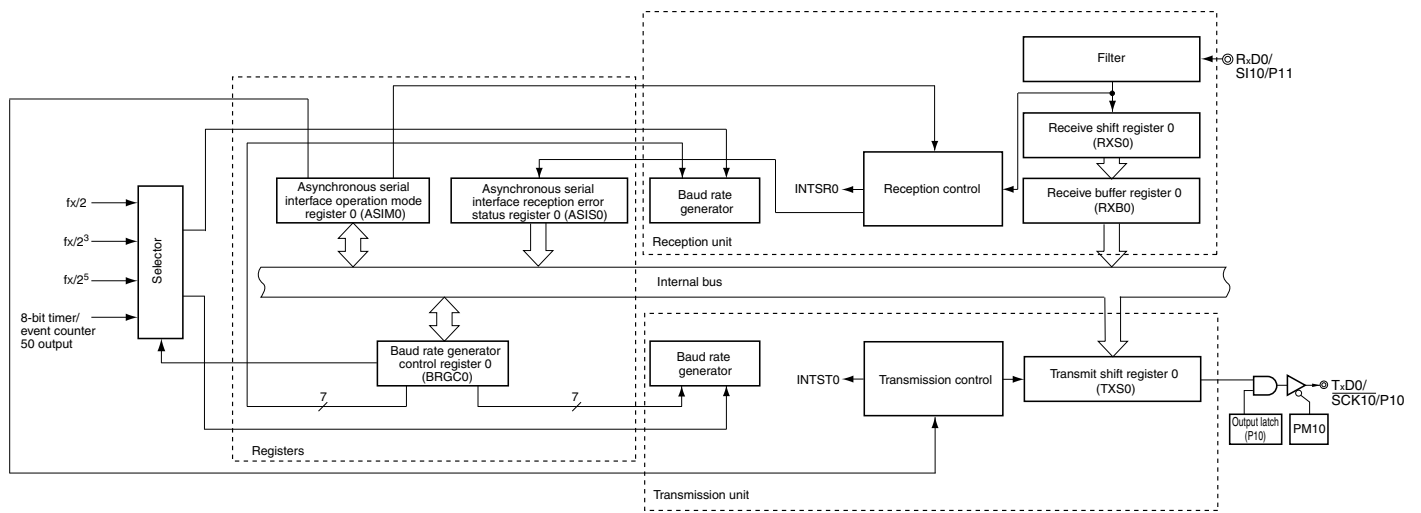 Filter
RxD0/
SI10/P11
Receive shift register 0
(RXS0)
Asynchronous serial
interface operation mode
register 0 (ASIM0)
Asynchronous serial
interface reception error
status register 0 (ASIS0)
Baud rate
generator
INTSR0
Reception control
Receive buffer register 0
(RXB0)
Reception unit
fx/2
fx/2³
fx/2⁵
8-bit timer/
event counter
50 output
Selector
Internal bus
Baud rate generator
control register 0
(BRGC0)
7
7
Registers
Baud rate
generator
INTST0
Transmission control
Transmit shift register 0
(TXS0)
TxD0/
SCK10/P10
Output latch
(P10)
PM10
Transmission unit